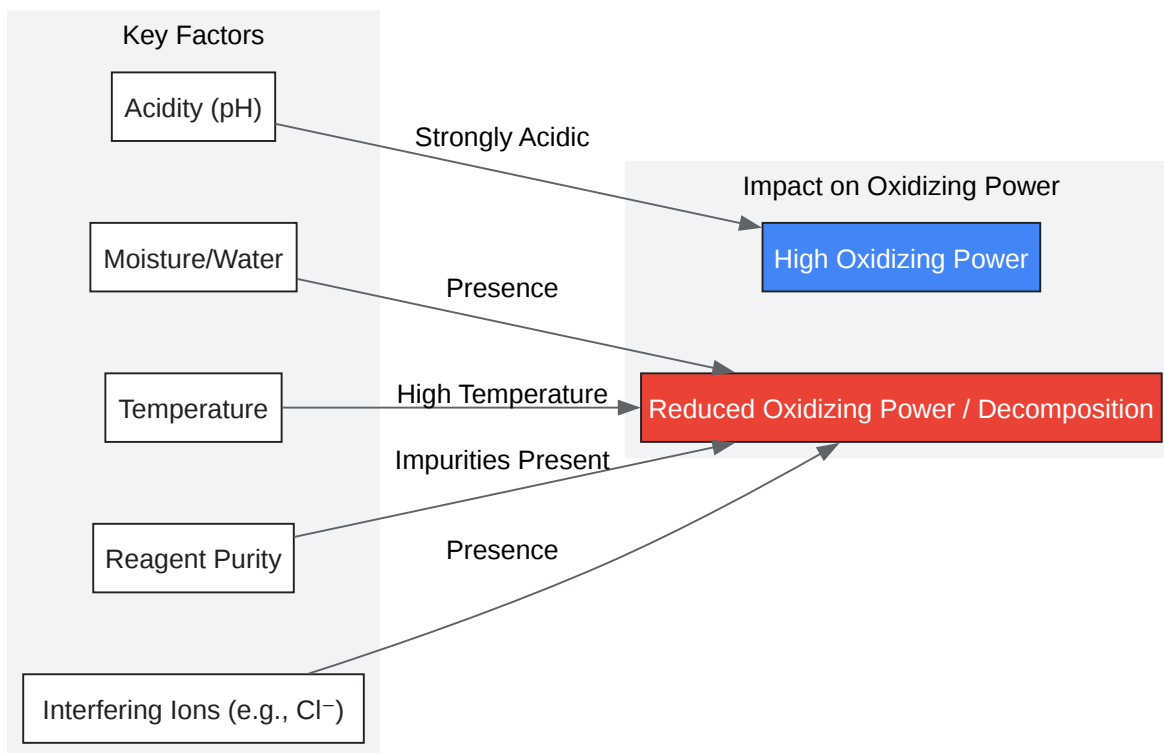 Key Factors
Acidity (pH)
Strongly Acidic
Impact on Oxidizing Power
High Oxidizing Power
Moisture/Water
Presence
Temperature
High Temperature
Reduced Oxidizing Power / Decomposition
Impurities Present
Reagent Purity
Presence
Interfering Ions (e.g., Cl⁻)